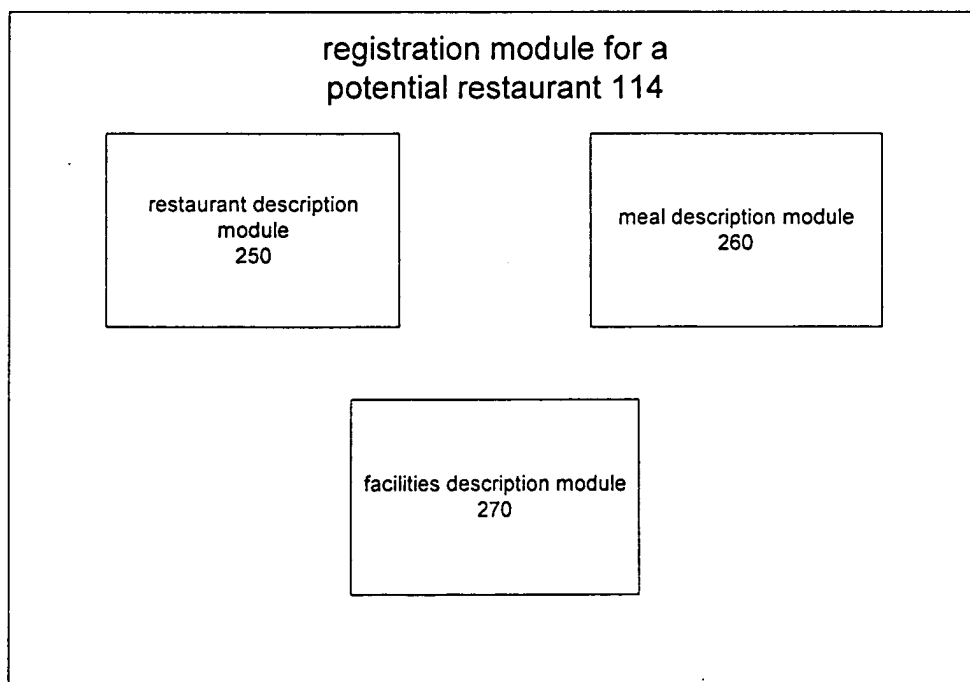 registration module for a
potential restaurant 114
restaurant description
module
250
meal description module
260
facilities description module
270